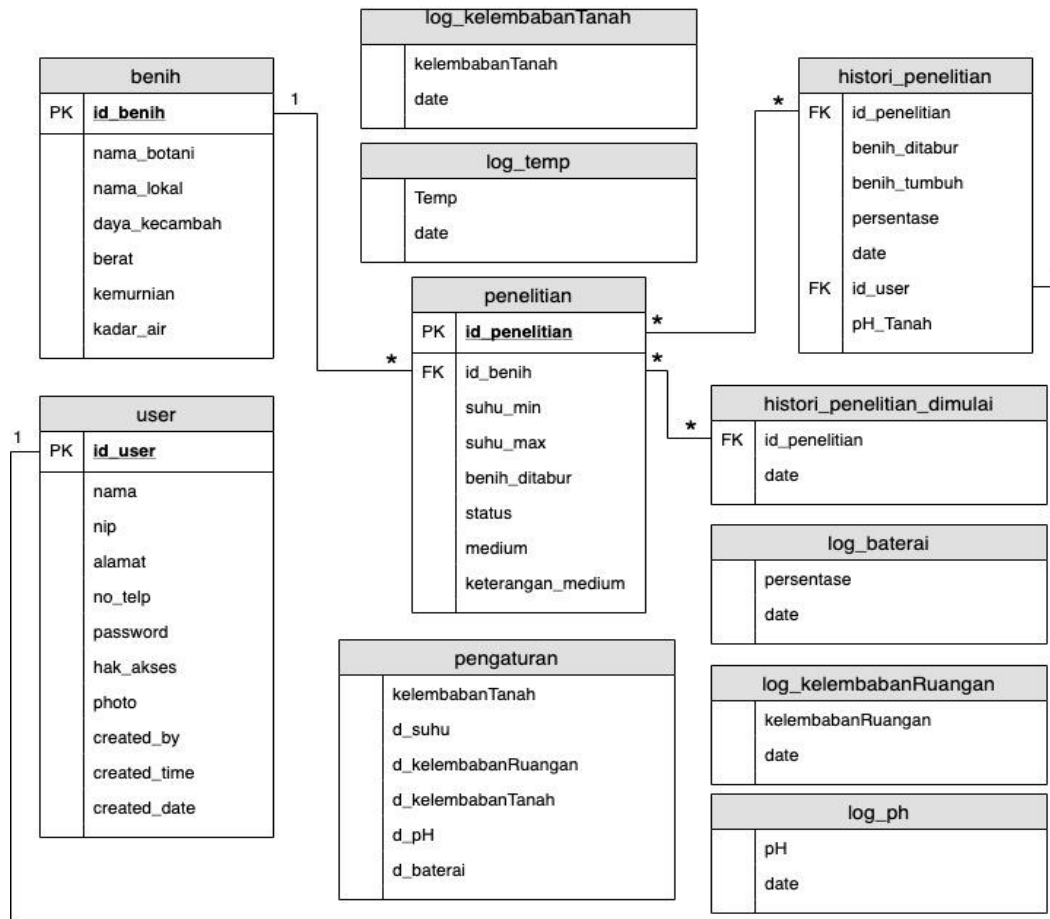 log_kelembabanTanah
kelembabanTanah
date
benih
PK id_benih
nama_botani
nama_lokal
daya_kecambah
berat
kemurnian
kadar_air
1
*
log_temp
Temp
date
histori_penelitian
* FK id_penelitian
benih_ditabur
benih_tumbuh
persentase
date
FK id_user
pH_Tanah
penelitian
PK id_penelitian *
FK id_benih *
suhu_min
suhu_max
benih_ditabur
status
medium
keterangan_medium
histori_penelitian_dimulai
* FK id_penelitian
date
user
1 PK id_user
nama
nip
alamat
no_telp
password
hak_akses
photo
created_by
created_time
created_date
log_baterai
persentase
date
pengaturan
kelembabanTanah
d_suhu
d_kelembabanRuangan
d_kelembabanTanah
d_pH
d_baterai
log_kelembabanRuangan
kelembabanRuangan
date
log_ph
pH
date